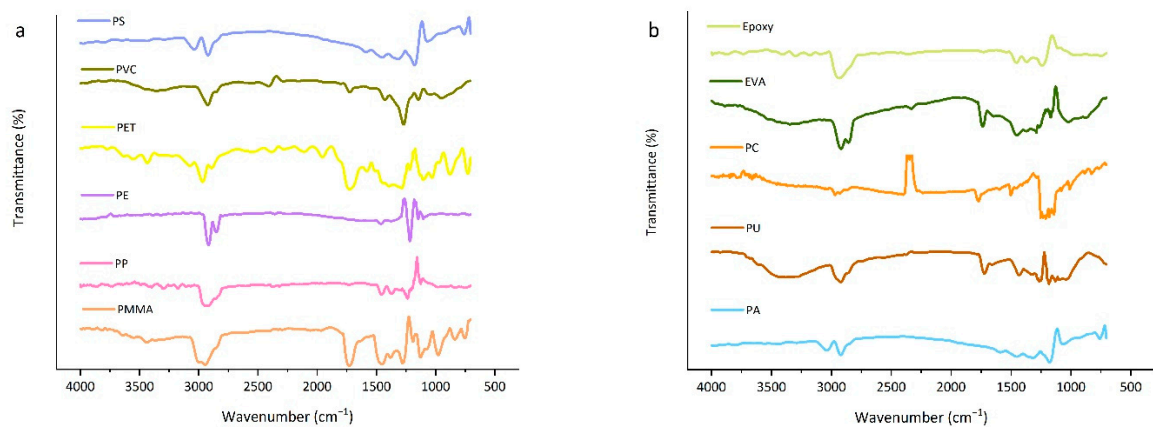 a
PS
PVC
PET
PE
PP
PMMA
Transmittance (%)
4000 3500 3000 2500 2000 1500 1000 500
Wavenumber (cm⁻¹)
b
Epoxy
EVA
PC
PU
PA
Transmittance (%)
4000 3500 3000 2500 2000 1500 1000 500
Wavenumber (cm⁻¹)